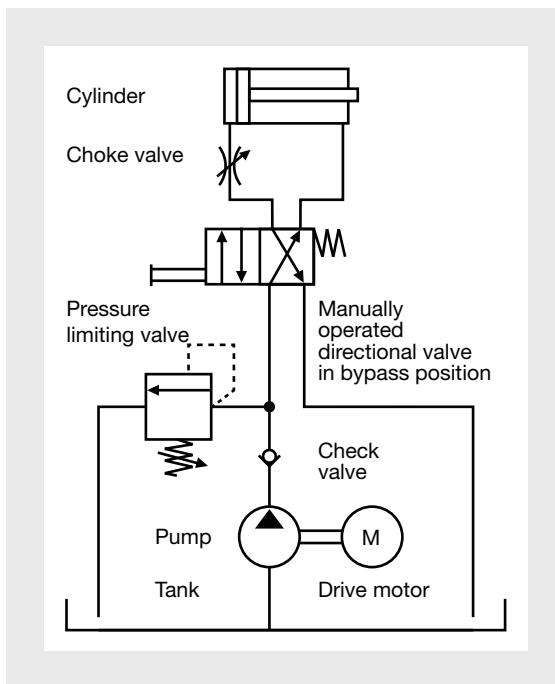 Cylinder
Choke valve
Pressure
limiting valve
Manually
operated
directional valve
in bypass position
Check
valve
Pump
M
Tank
Drive motor